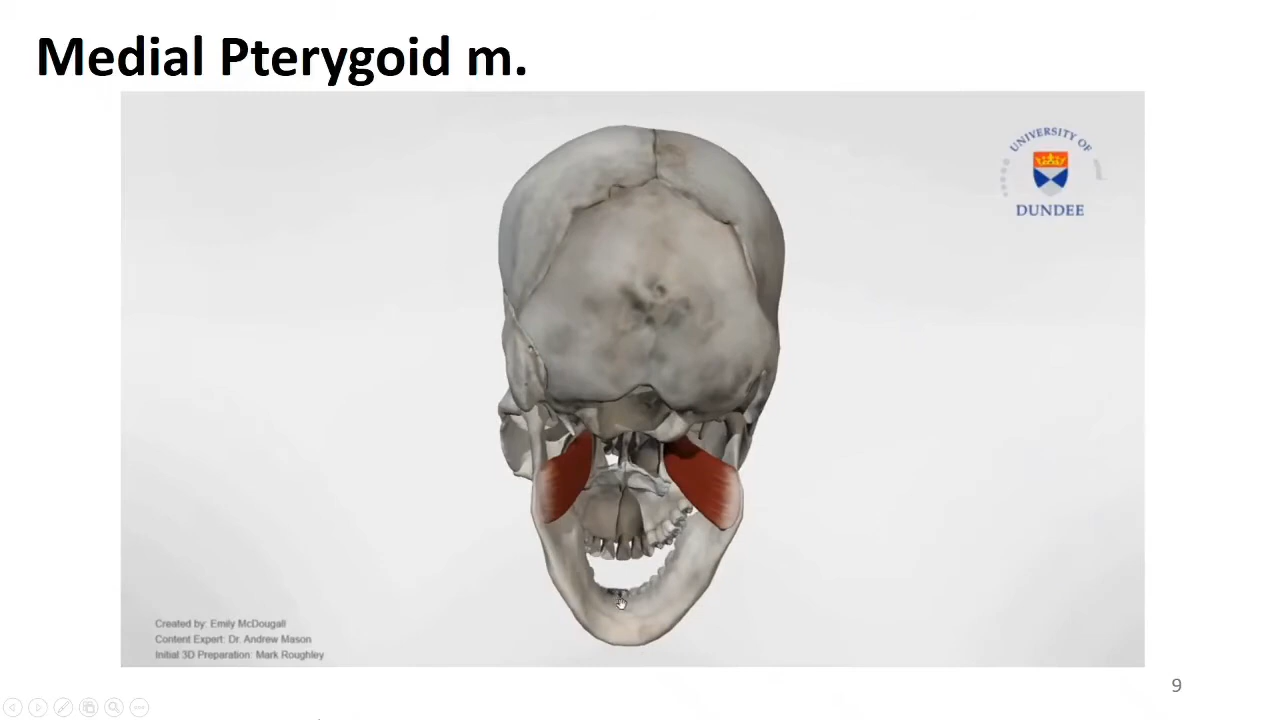 Medial Pterygoid m.
UNIVERSITY OF
DUNDEE
Created by: Emily McDougall
Content Expert: Dr. Andrew Mason
Initial 3D Preparation: Mark Roughley
9